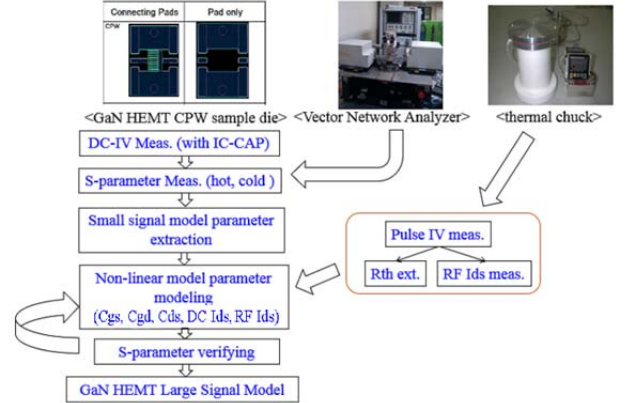 Connecting Pads
Pad only
CPW
<GaN HEMT CPW sample die>
<Vector Network Analyzer>
<thermal chuck>
DC-IV Meas. (with IC-CAP)
S-parameter Meas. (hot, cold )
Small signal model parameter
extraction
Pulse IV meas.
Rth ext.
RF Ids meas.
Non-linear model parameter
modeling
(Cgs, Cgd, Cds, DC Ids, RF Ids)
S-parameter verifying
GaN HEMT Large Signal Model